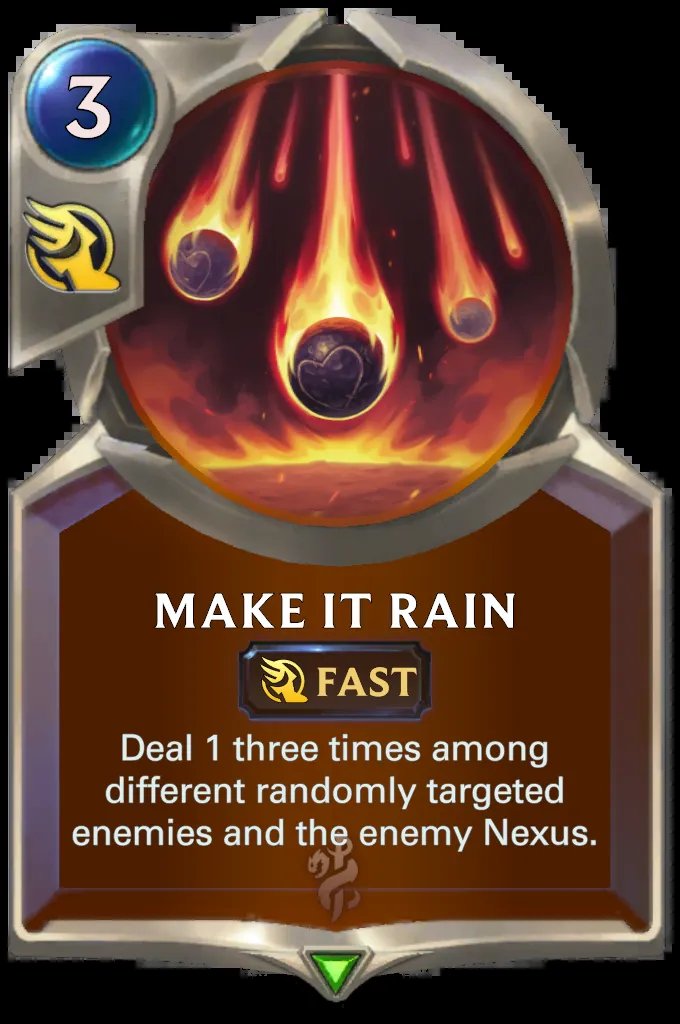 3
MAKE IT RAIN
FAST
Deal 1 three times among
different randomly targeted
enemies and the enemy Nexus.